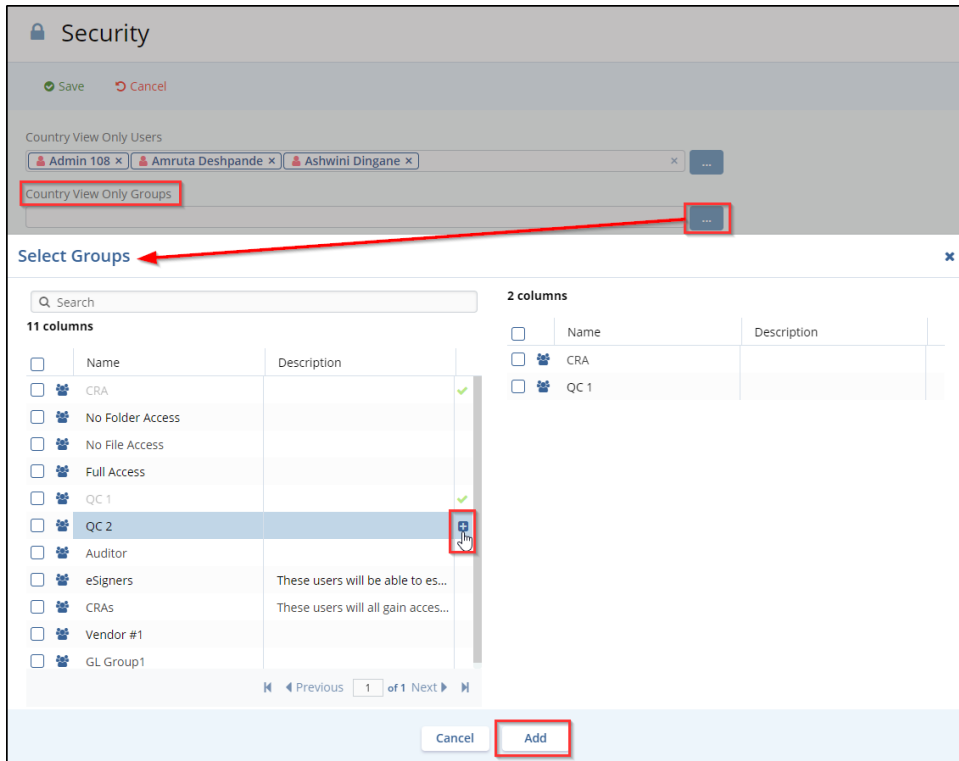 Security
Save Cancel
Country View Only Users
Admin 108 × Amruta Deshpande × Ashwini Dingane × × ...
Country View Only Groups
...
Select Groups ×
Search
11 columns
Name Description
CRA
No Folder Access
No File Access
Full Access
QC 1
QC 2
Auditor
eSigners These users will be able to es...
CRAs These users will all gain acces...
Vendor #1
GL Group1
Previous 1 of 1 Next
2 columns
Name Description
CRA
QC 1
Cancel Add